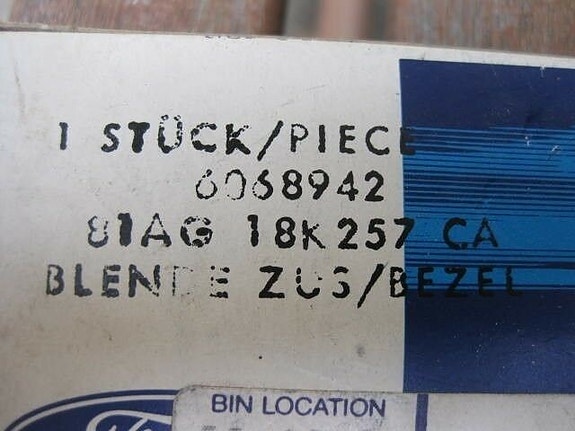 1 STÜCK/PIECE
6068942
81AG 18K257 CA
BLENDE ZUS/BEZEL
BIN LOCATION